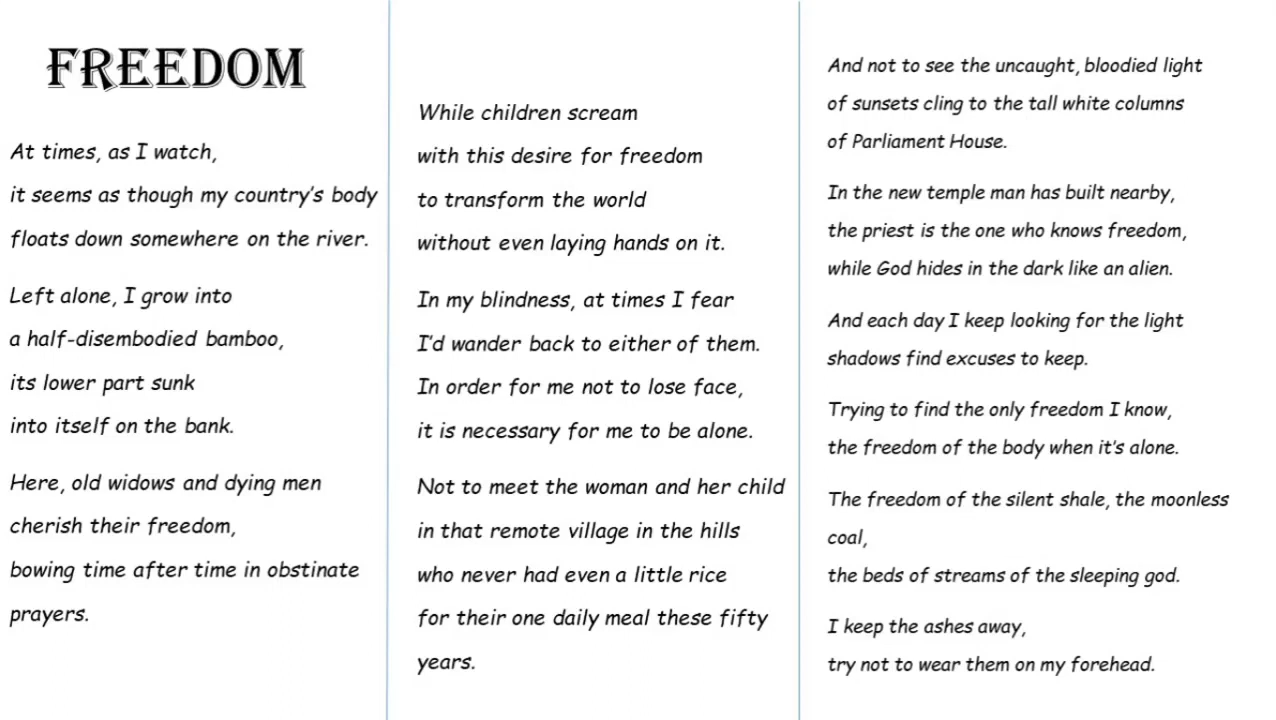 FREEDOM
At times, as I watch,
it seems as though my country's body
floats down somewhere on the river.
Left alone, I grow into
a half-disembodied bamboo,
its lower part sunk
into itself on the bank.
Here, old widows and dying men
cherish their freedom,
bowing time after time in obstinate
prayers.
While children scream
with this desire for freedom
to transform the world
without even laying hands on it.
In my blindness, at times I fear
I'd wander back to either of them.
In order for me not to lose face,
it is necessary for me to be alone.
Not to meet the woman and her child
in that remote village in the hills
who never had even a little rice
for their one daily meal these fifty
years.
And not to see the uncaught, bloodied light
of sunsets cling to the tall white columns
of Parliament House.
In the new temple man has built nearby,
the priest is the one who knows freedom,
while God hides in the dark like an alien.
And each day I keep looking for the light
shadows find excuses to keep.
Trying to find the only freedom I know,
the freedom of the body when it's alone.
The freedom of the silent shale, the moonless
coal,
the beds of streams of the sleeping god.
I keep the ashes away,
try not to wear them on my forehead.